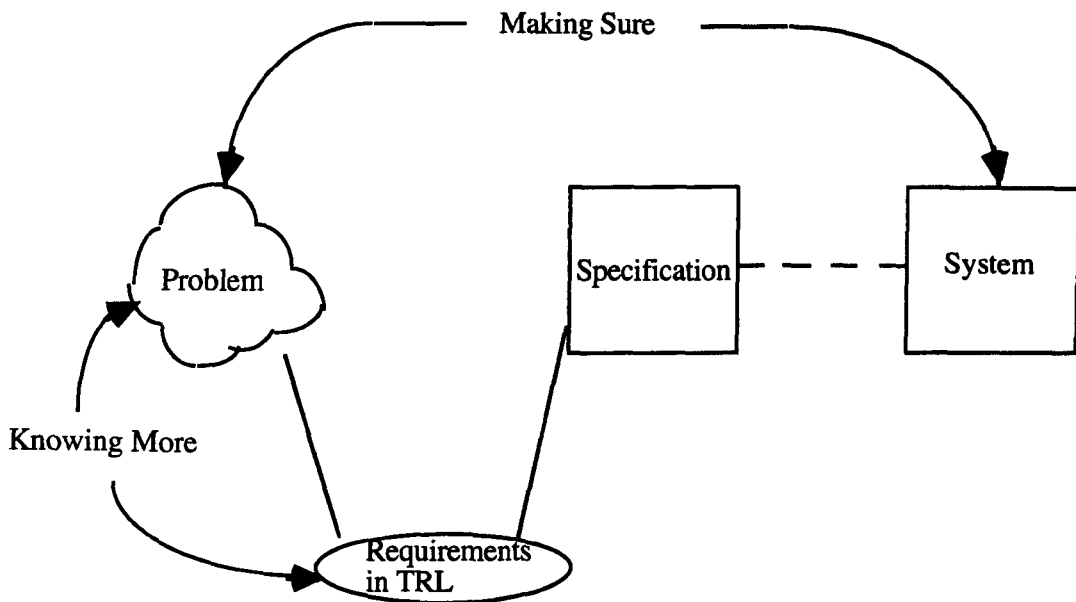 Making Sure
Problem
Specification
System
Knowing More
Requirements
in TRL